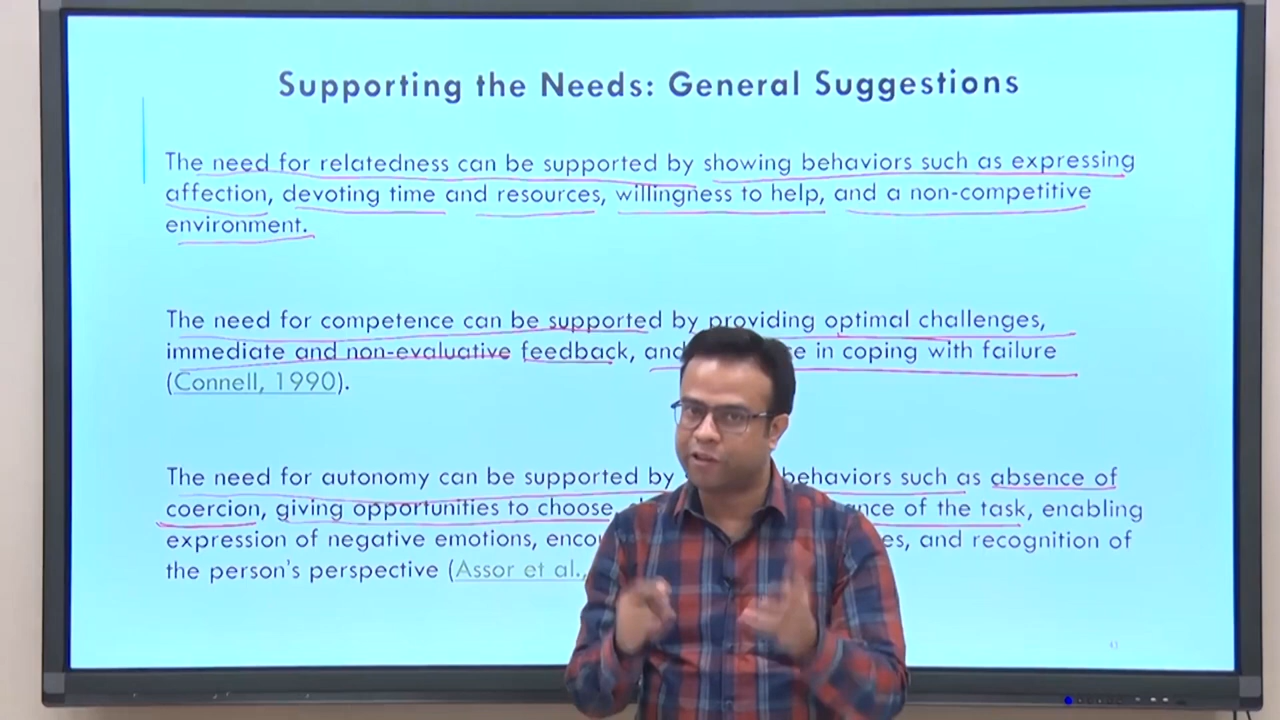 Supporting the Needs: General Suggestions
The need for relatedness can be supported by showing behaviors such as expressing
affection, devoting time and resources, willingness to help, and a non-competitive
environment.
The need for competence can be supported by providing optimal challenges,
immediate and non-evaluative feedback, and in coping with failure
(Connell, 1990).
The need for autonomy can be supported by behaviors such as absence of
coercion, giving opportunities to choose, of the task, enabling
expression of negative emotions, and recognition of
the person's perspective (Assor et al.,